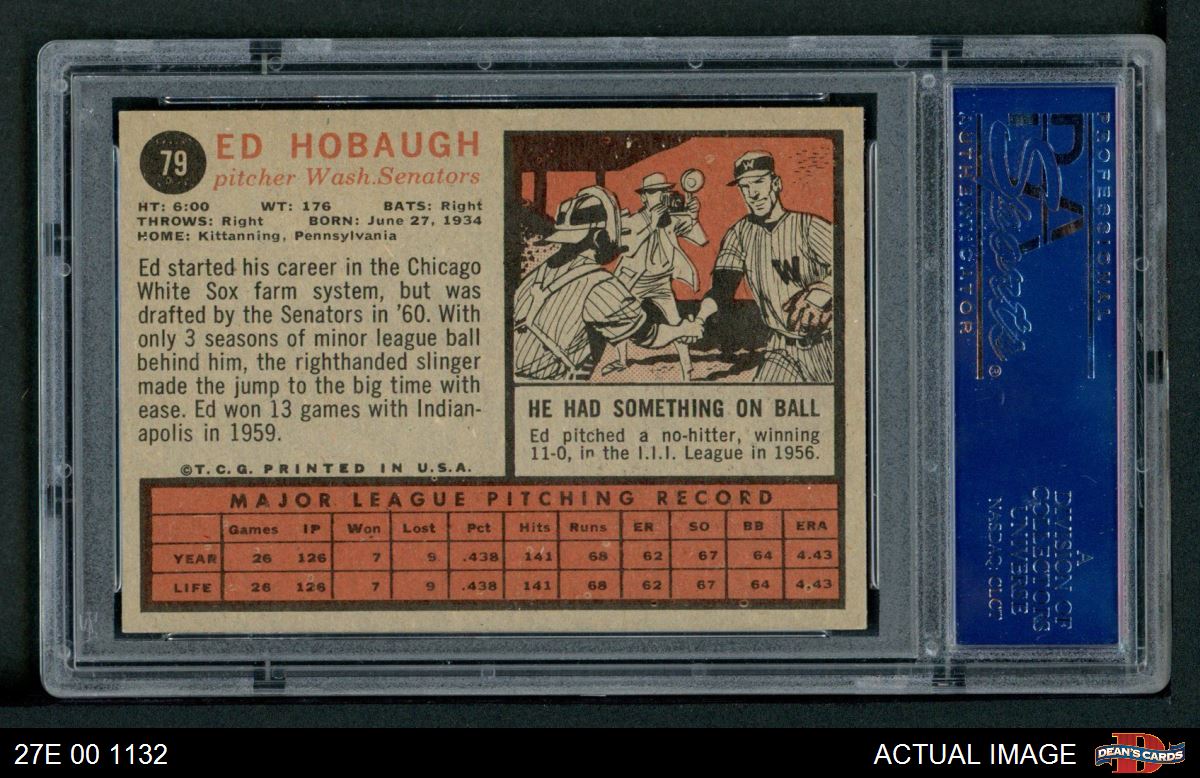 79
ED HOBAUGH
pitcher Wash.Senators
HT: 6:00 WT: 176 BATS: Right
THROWS: Right BORN: June 27, 1934
HOME: Kittanning, Pennsylvania
Ed started his career in the Chicago
White Sox farm system, but was
drafted by the Senators in '60. With
only 3 seasons of minor league ball
behind him, the righthanded slinger
made the jump to the big time with
ease. Ed won 13 games with Indian-
apolis in 1959.
©T.C.G. PRINTED IN U.S.A.
W
W
HE HAD SOMETHING ON BALL
Ed pitched a no-hitter, winning
11-0, in the I.I.I. League in 1956.
MAJOR LEAGUE PITCHING RECORD
Games IP Won Lost Pct Hits Runs ER SO BB ERA
YEAR 26 126 7 9 .438 141 68 62 67 64 4.43
LIFE 26 126 7 9 .438 141 68 62 67 64 4.43
PROFESSIONAL
PSA
Sports
®
AUTHENTICATOR
A
DIVISION OF
COLLECTORS
UNIVERSE
NASDAQ: CLCT
27E 00 1132
ACTUAL IMAGE
DEAN'S CARDS